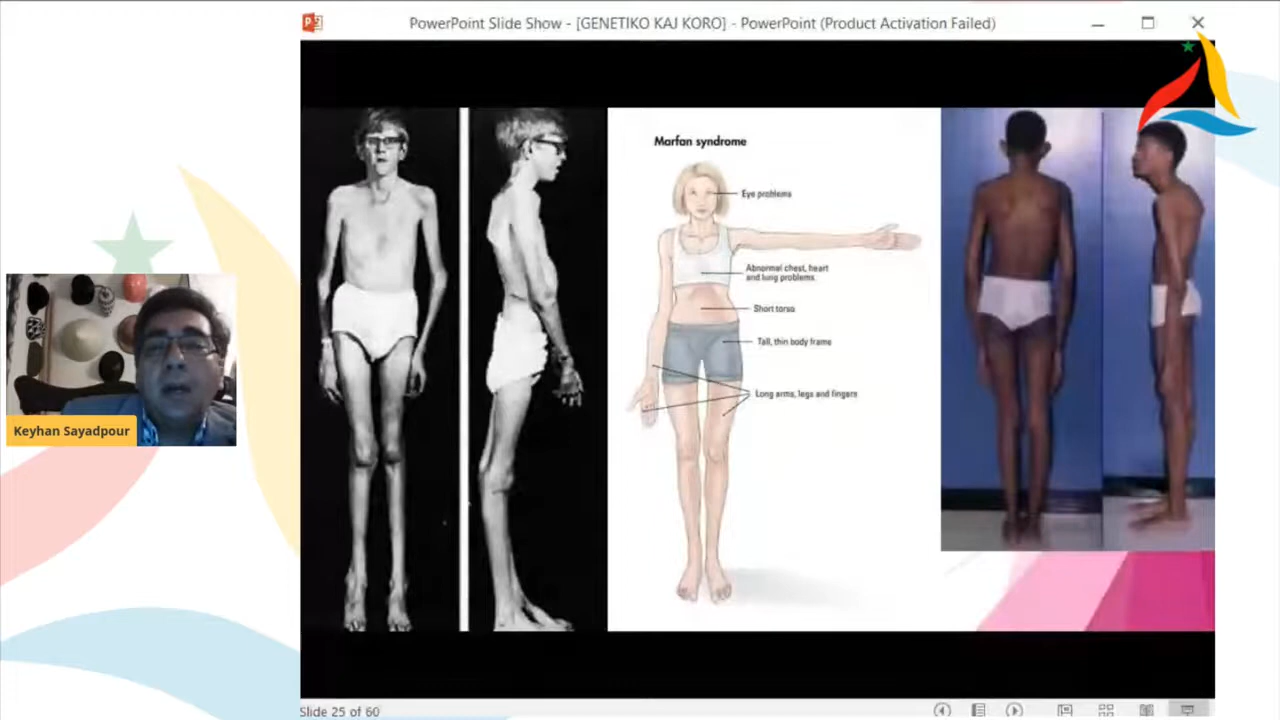 PowerPoint Slide Show - [GENETIKO KAJ KORO] - PowerPoint (Product Activation Failed)
Marfan syndrome
Eye problems
Abnormal chest, heart
and lung problems
Short torso
Tall, thin body frame
Long arms, legs and fingers
Keyhan Sayadpour
Slide 25 of 60